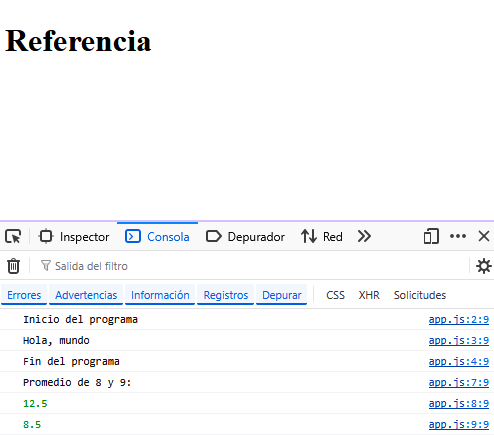 Referencia
Inspector Consola Depurador Red
Salida del filtro
Errores Advertencias Información Registros Depurar CSS XHR Solicitudes
Inicio del programa app.js:2:9
Hola, mundo app.js:3:9
Fin del programa app.js:4:9
Promedio de 8 y 9: app.js:7:9
12.5 app.js:8:9
8.5 app.js:9:9